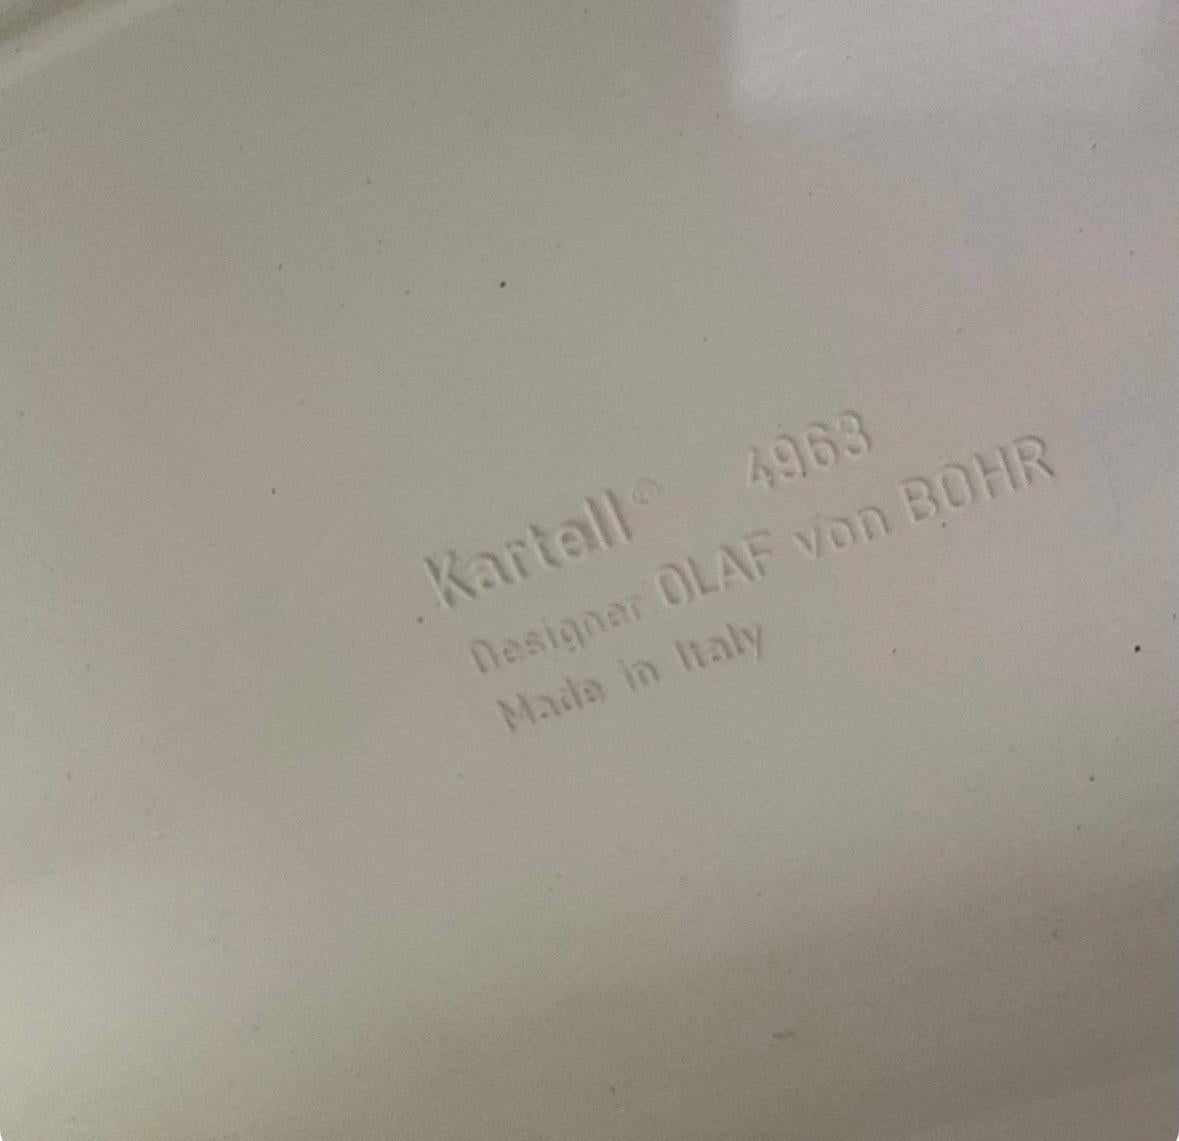 Kartell® 4963
Designer OLAF von BOHR
Made in Italy